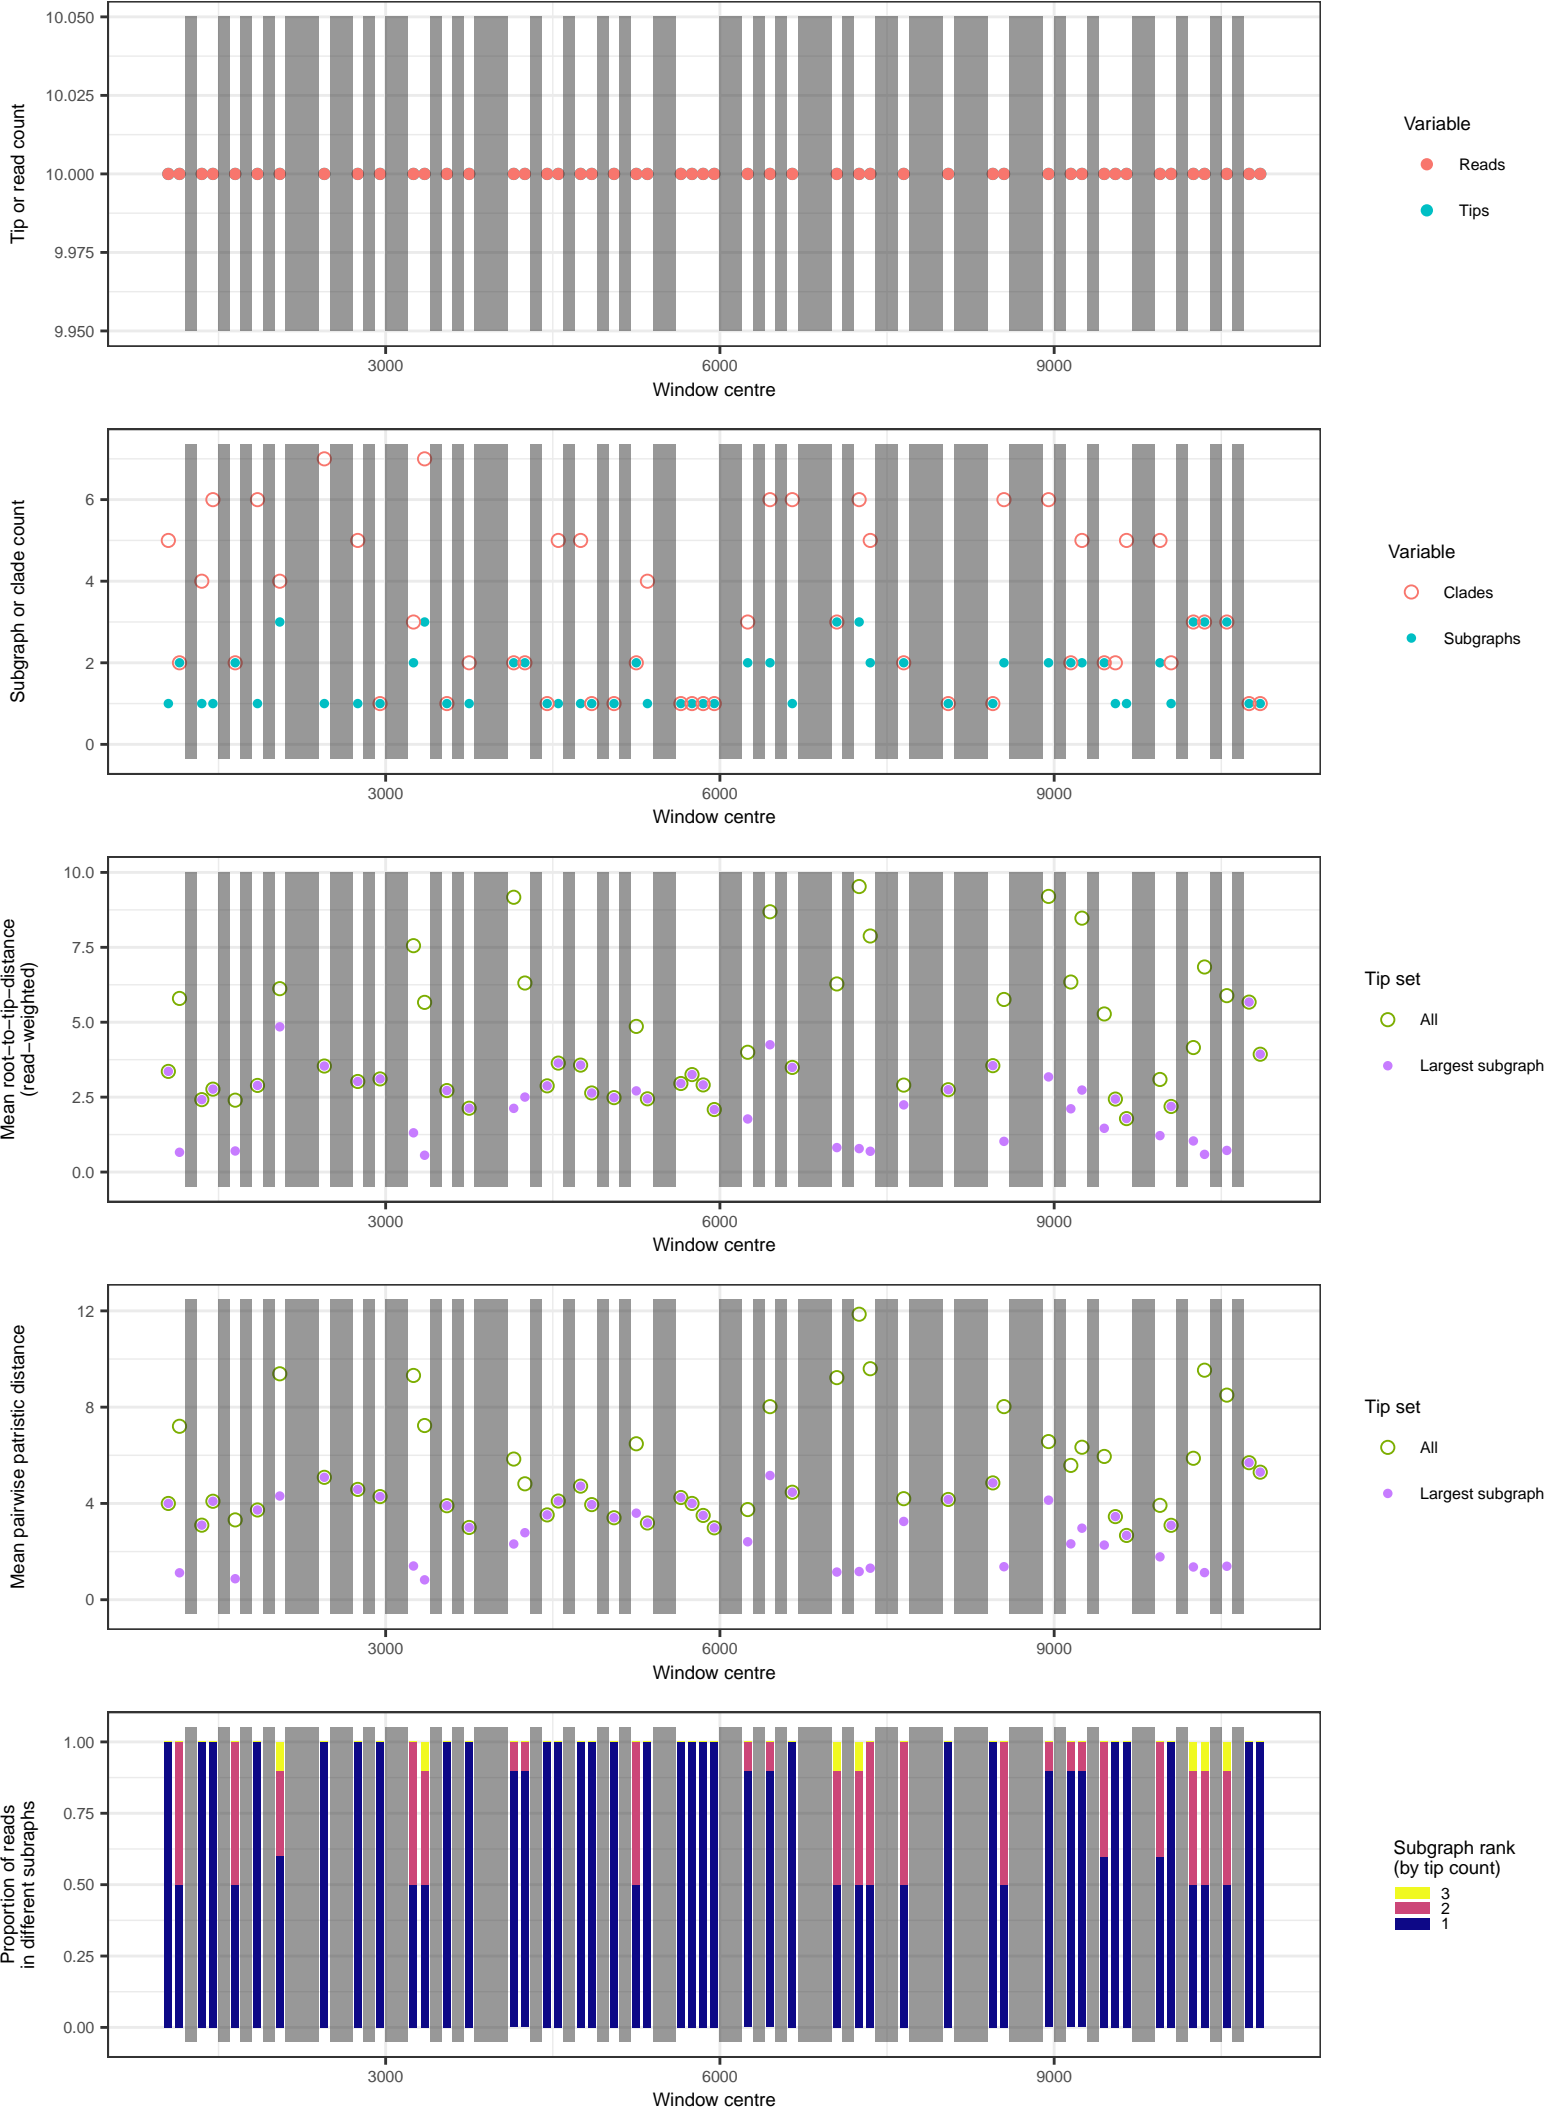 10.050
10.025
10.000
9.975
9.950
Tip or read count
3000
6000
9000
Window centre
Variable
Reads
Tips
6
4
2
0
Subgraph or clade count
3000
6000
9000
Window centre
Variable
Clades
Subgraphs
10.0
7.5
5.0
2.5
0.0
Mean root−to−tip−distance
(read−weighted)
3000
6000
9000
Window centre
Tip set
All
Largest subgraph
12
8
4
0
Mean pairwise patristic distance
3000
6000
9000
Window centre
Tip set
All
Largest subgraph
1.00
0.75
0.50
0.25
0.00
Proportion of reads
in different subraphs
3000
6000
9000
Window centre
Subgraph rank
(by tip count)
3
2
1